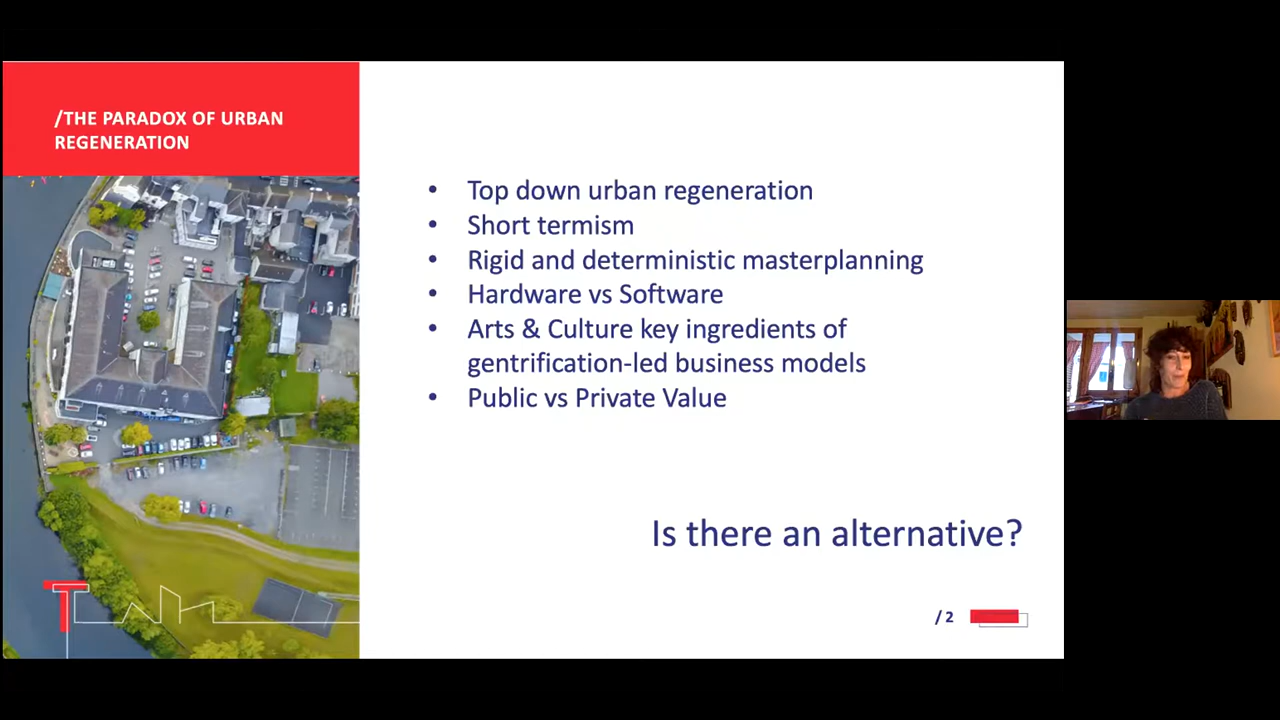 /THE PARADOX OF URBAN
REGENERATION
• Top down urban regeneration
• Short termism
• Rigid and deterministic masterplanning
• Hardware vs Software
• Arts & Culture key ingredients of
gentrification-led business models
• Public vs Private Value
Is there an alternative?
/ 2